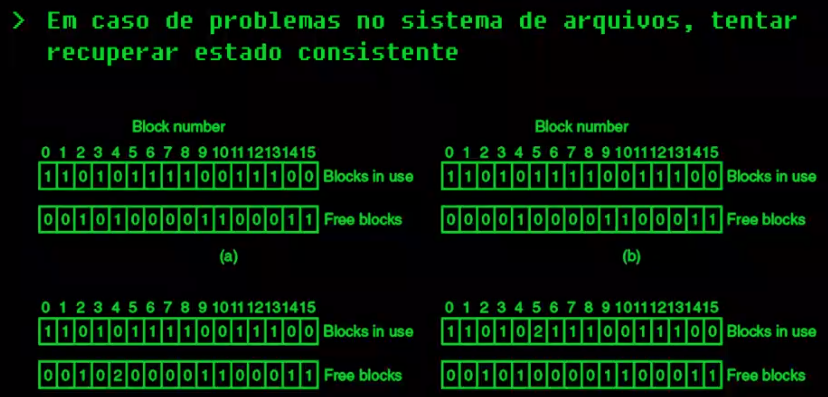 > Em caso de problemas no sistema de arquivos, tentar
recuperar estado consistente
Block number
0 1 2 3 4 5 6 7 8 9 10 11 12 13 14 15
1 1 0 1 0 1 1 1 1 0 0 1 1 1 0 0 Blocks in use
0 0 1 0 1 0 0 0 0 1 1 0 0 0 1 1 Free blocks
(a)
Block number
0 1 2 3 4 5 6 7 8 9 10 11 12 13 14 15
1 1 0 1 0 1 1 1 1 0 0 1 1 1 0 0 Blocks in use
0 0 0 0 1 0 0 0 0 1 1 0 0 0 1 1 Free blocks
(b)
0 1 2 3 4 5 6 7 8 9 10 11 12 13 14 15
1 1 0 1 0 1 1 1 1 0 0 1 1 1 0 0 Blocks in use
0 0 1 0 2 0 0 0 0 1 1 0 0 0 1 1 Free blocks
0 1 2 3 4 5 6 7 8 9 10 11 12 13 14 15
1 1 0 1 0 2 1 1 1 0 0 1 1 1 0 0 Blocks in use
0 0 1 0 1 0 0 0 0 1 1 0 0 0 1 1 Free blocks